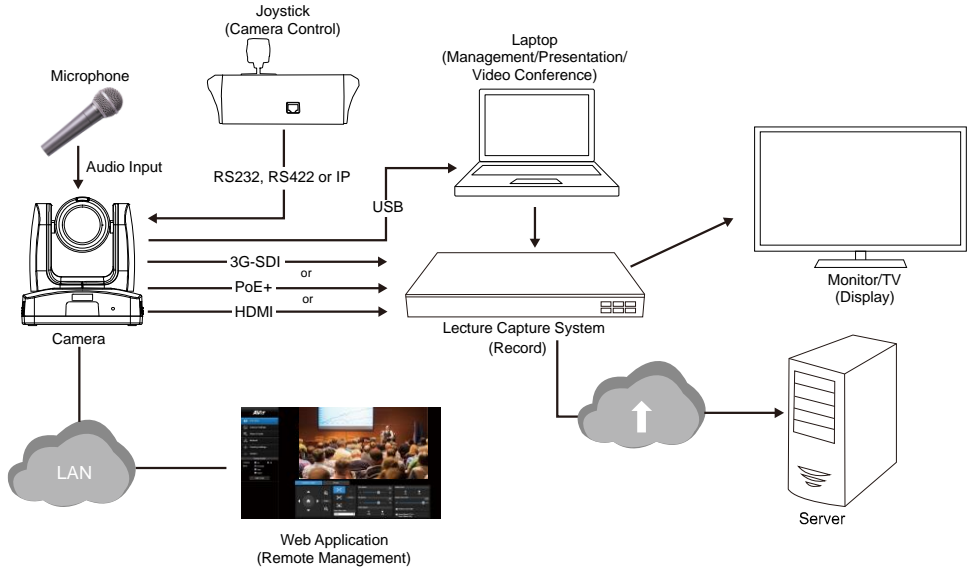 Joystick
(Camera Control)
Laptop
(Management/Presentation/
Video Conference)
Microphone
Audio Input
RS232, RS422 or IP
USB
3G-SDI
or
PoE+
or
HDMI
Monitor/TV
(Display)
Camera
Lecture Capture System
(Record)
LAN
AVer
Server
Web Application
(Remote Management)